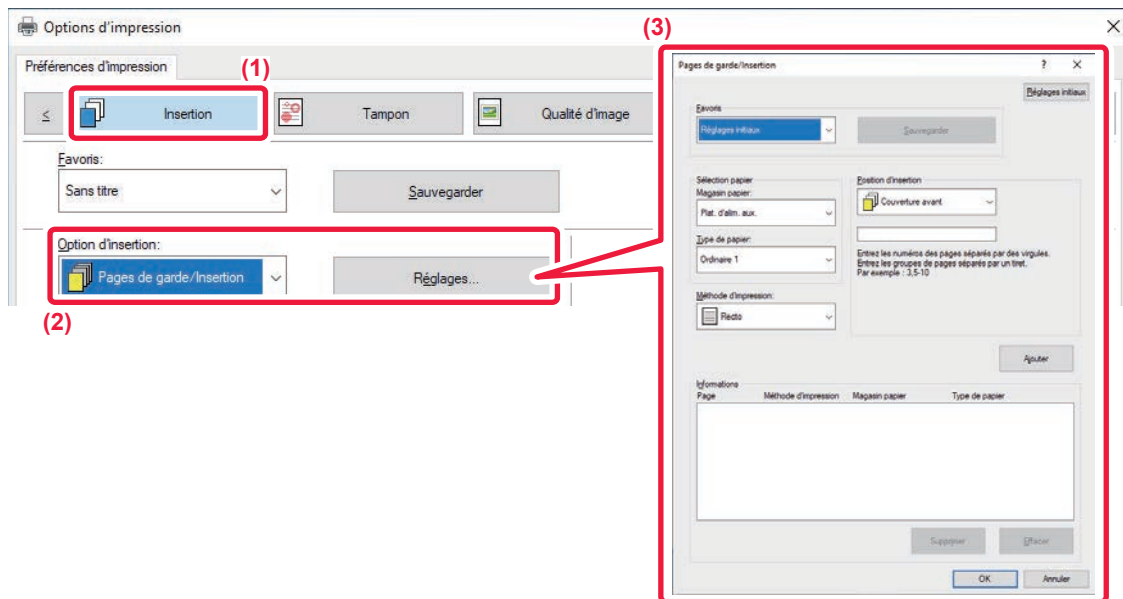 Options d'impression
Préférences d'impression
(1)
≤ Insertion Tampon Qualité d'image
Favoris:
Sans titre Sauvegarder
Option d'insertion:
Pages de garde/Insertion Réglages...
(2)
(3)
Pages de garde/Insertion ?
Réglages initiaux
Favoris
Réglages initiaux Sauvegarder
Sélection papier
Magasin papier:
Plat. d'alim. aux.
Type de papier:
Ordinaire 1
Position d'insertion
Couverture avant
Entrez les numéros des pages séparés par des virgules.
Entrez les groupes de pages séparés par un tiret.
Par exemple : 3,5-10
Méthode d'impression:
Recto
Ajouter
Informations
Page Méthode d'impression Magasin papier Type de papier
Supprimer Effacer
OK Annuler